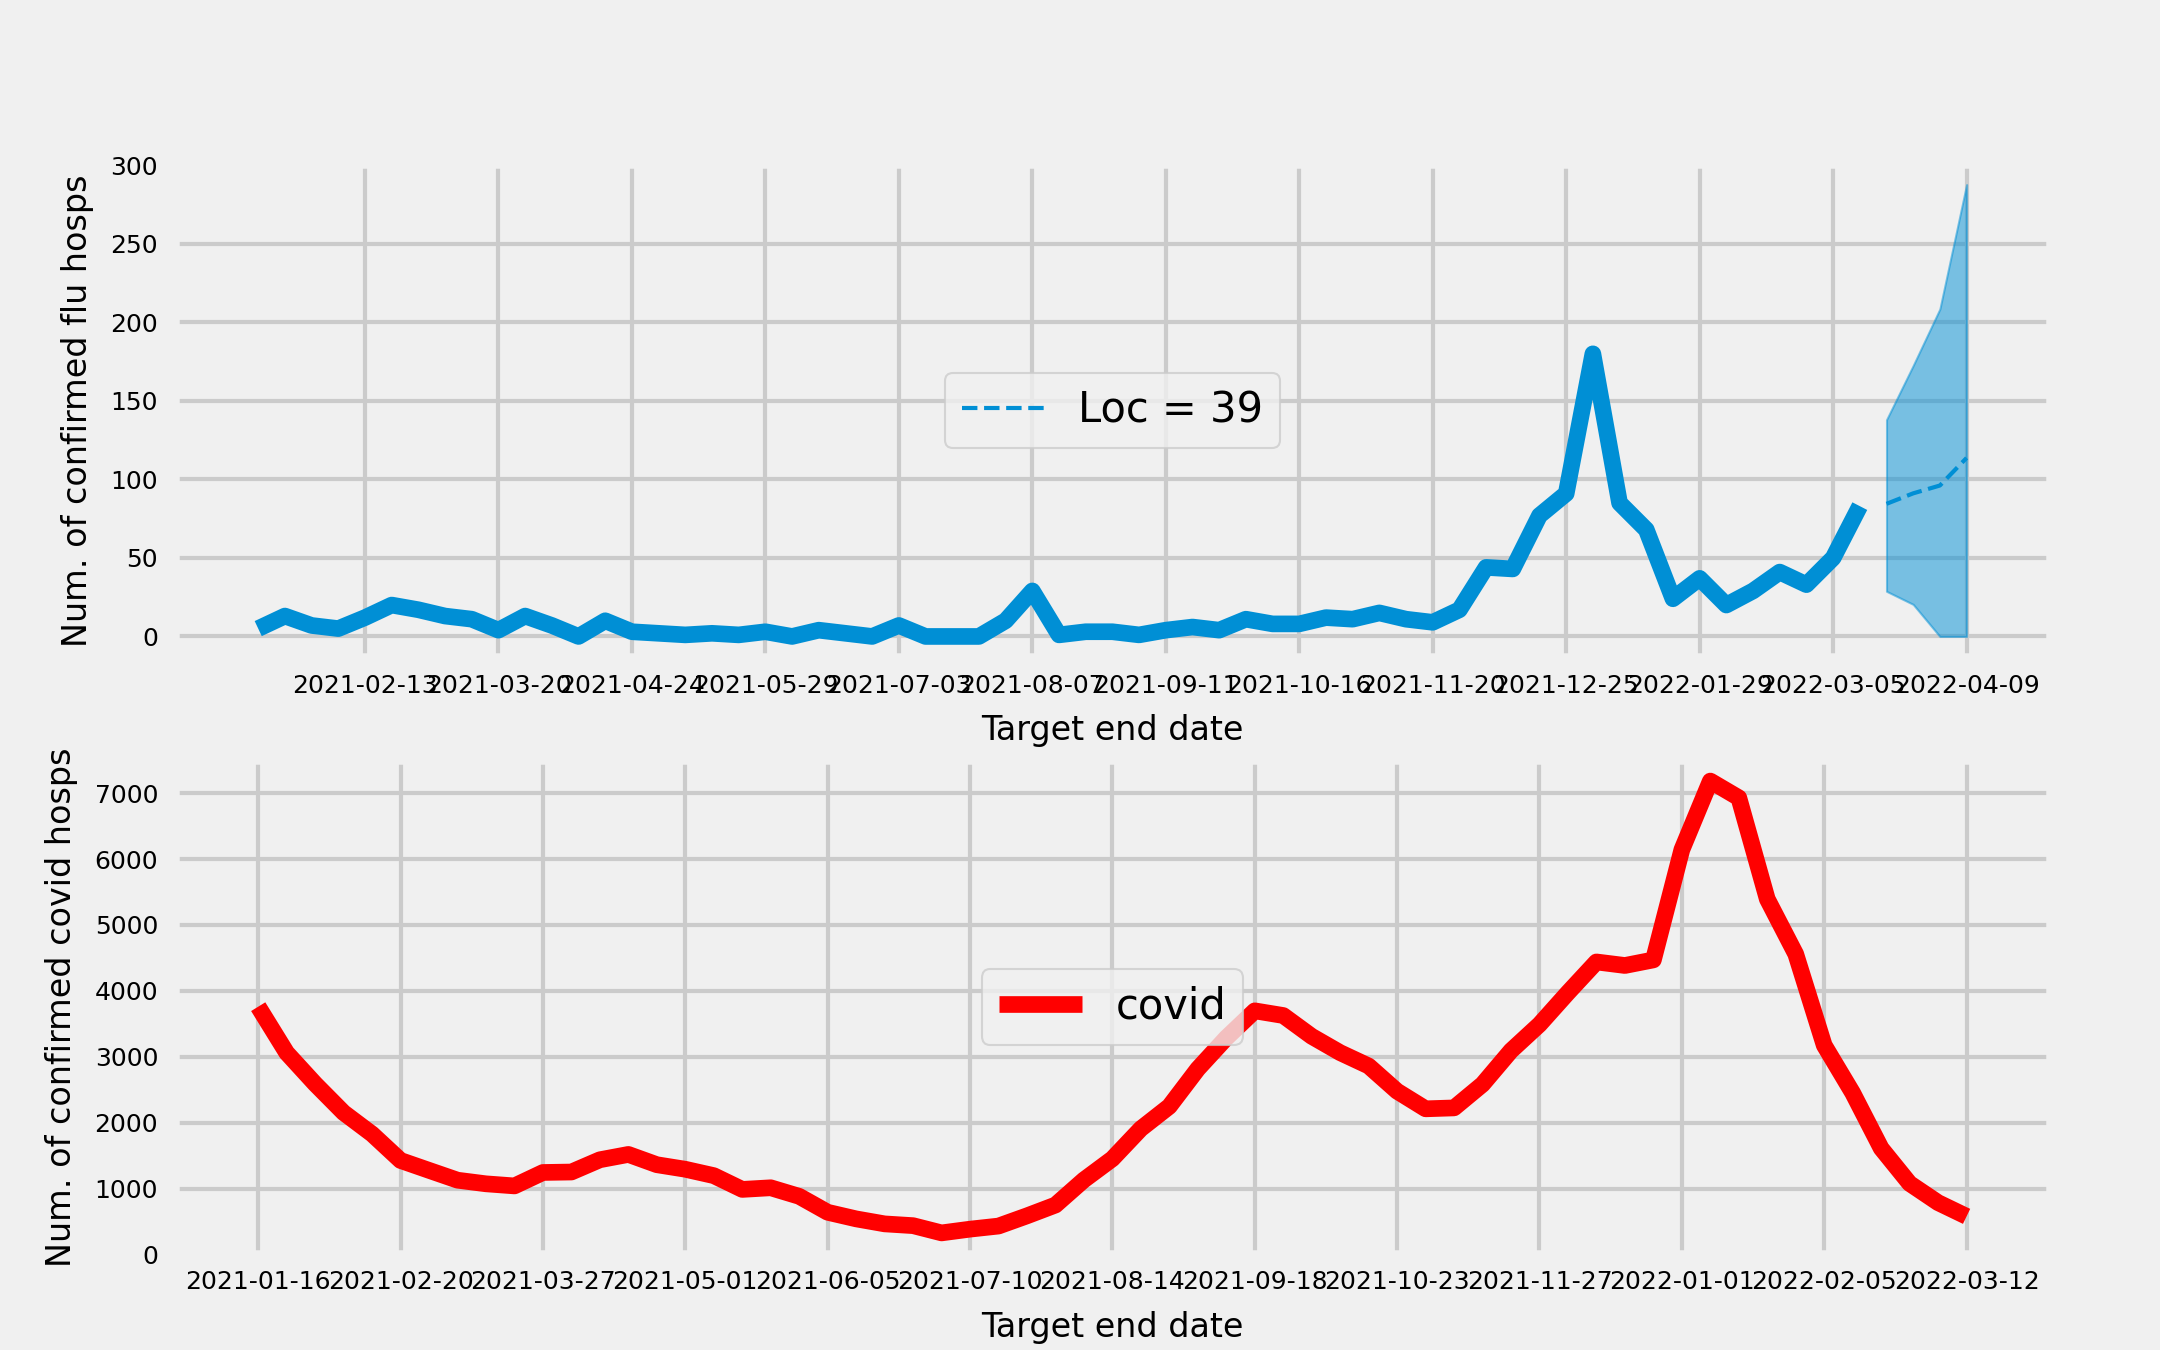 Num. of confirmed flu hosps
300
250
200
150
100
50
0
Loc = 39
2021-02-13 2021-03-20 2021-04-24 2021-05-29 2021-07-03 2021-08-07 2021-09-11 2021-10-16 2021-11-20 2021-12-25 2022-01-29 2022-03-05 2022-04-09
Target end date
Num. of confirmed covid hosps
7000
6000
5000
4000
3000
2000
1000
0
covid
2021-01-16 2021-02-20 2021-03-27 2021-05-01 2021-06-05 2021-07-10 2021-08-14 2021-09-18 2021-10-23 2021-11-27 2022-01-01 2022-02-05 2022-03-12
Target end date